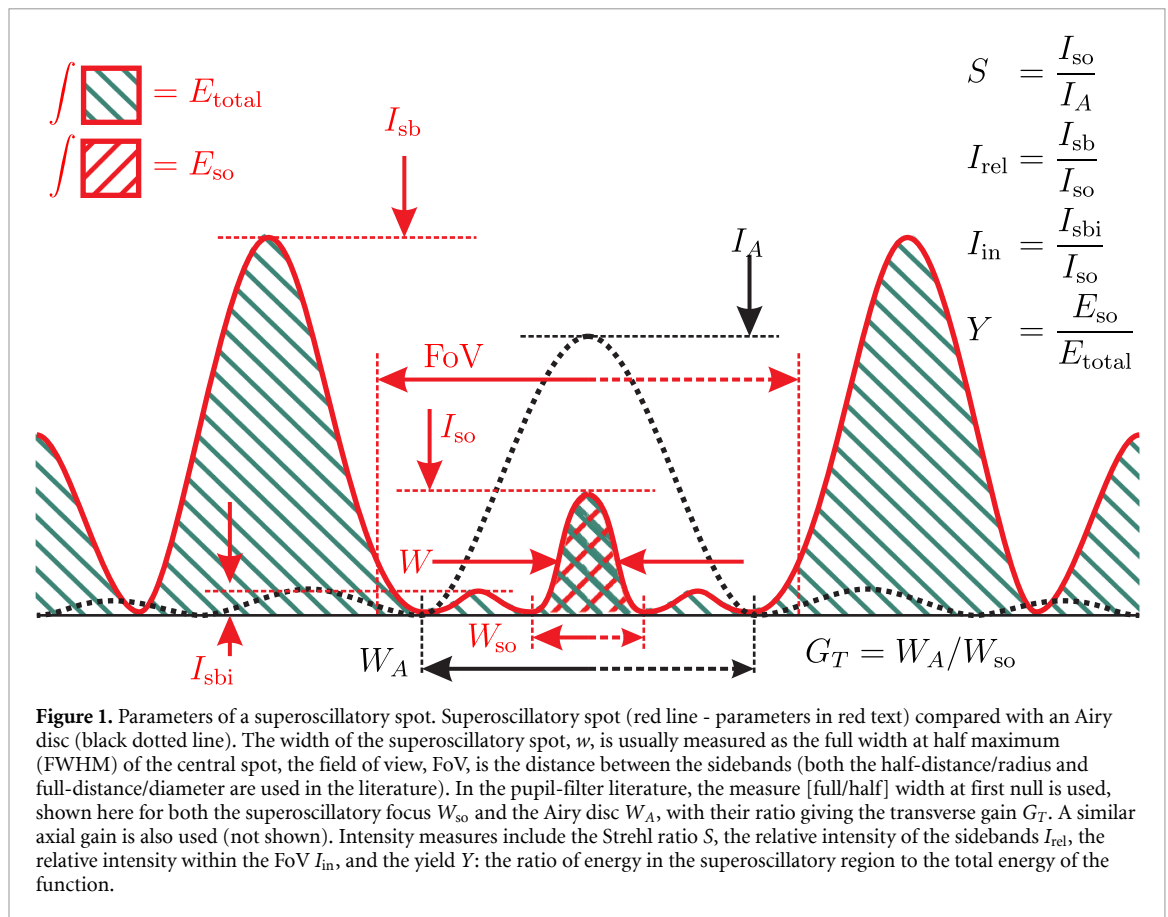 ∫ = E_total
∫ = E_so
I_sb
S = I_so / I_A
I_rel = I_sb / I_so
I_in = I_sbi / I_so
Y = E_so / E_total
I_A
FoV
I_so
W
W_so
I_sbi
W_A
G_T = W_A/W_so
Figure 1. Parameters of a superoscillatory spot. Superoscillatory spot (red line - parameters in red text) compared with an Airy
disc (black dotted line). The width of the superoscillatory spot, w, is usually measured as the full width at half maximum
(FWHM) of the central spot, the field of view, FoV, is the distance between the sidebands (both the half-distance/radius and
full-distance/diameter are used in the literature). In the pupil-filter literature, the measure [full/half] width at first null is used,
shown here for both the superoscillatory focus W_so and the Airy disc W_A, with their ratio giving the transverse gain G_T. A similar
axial gain is also used (not shown). Intensity measures include the Strehl ratio S, the relative intensity of the sidebands I_rel, the
relative intensity within the FoV I_in, and the yield Y: the ratio of energy in the superoscillatory region to the total energy of the
function.